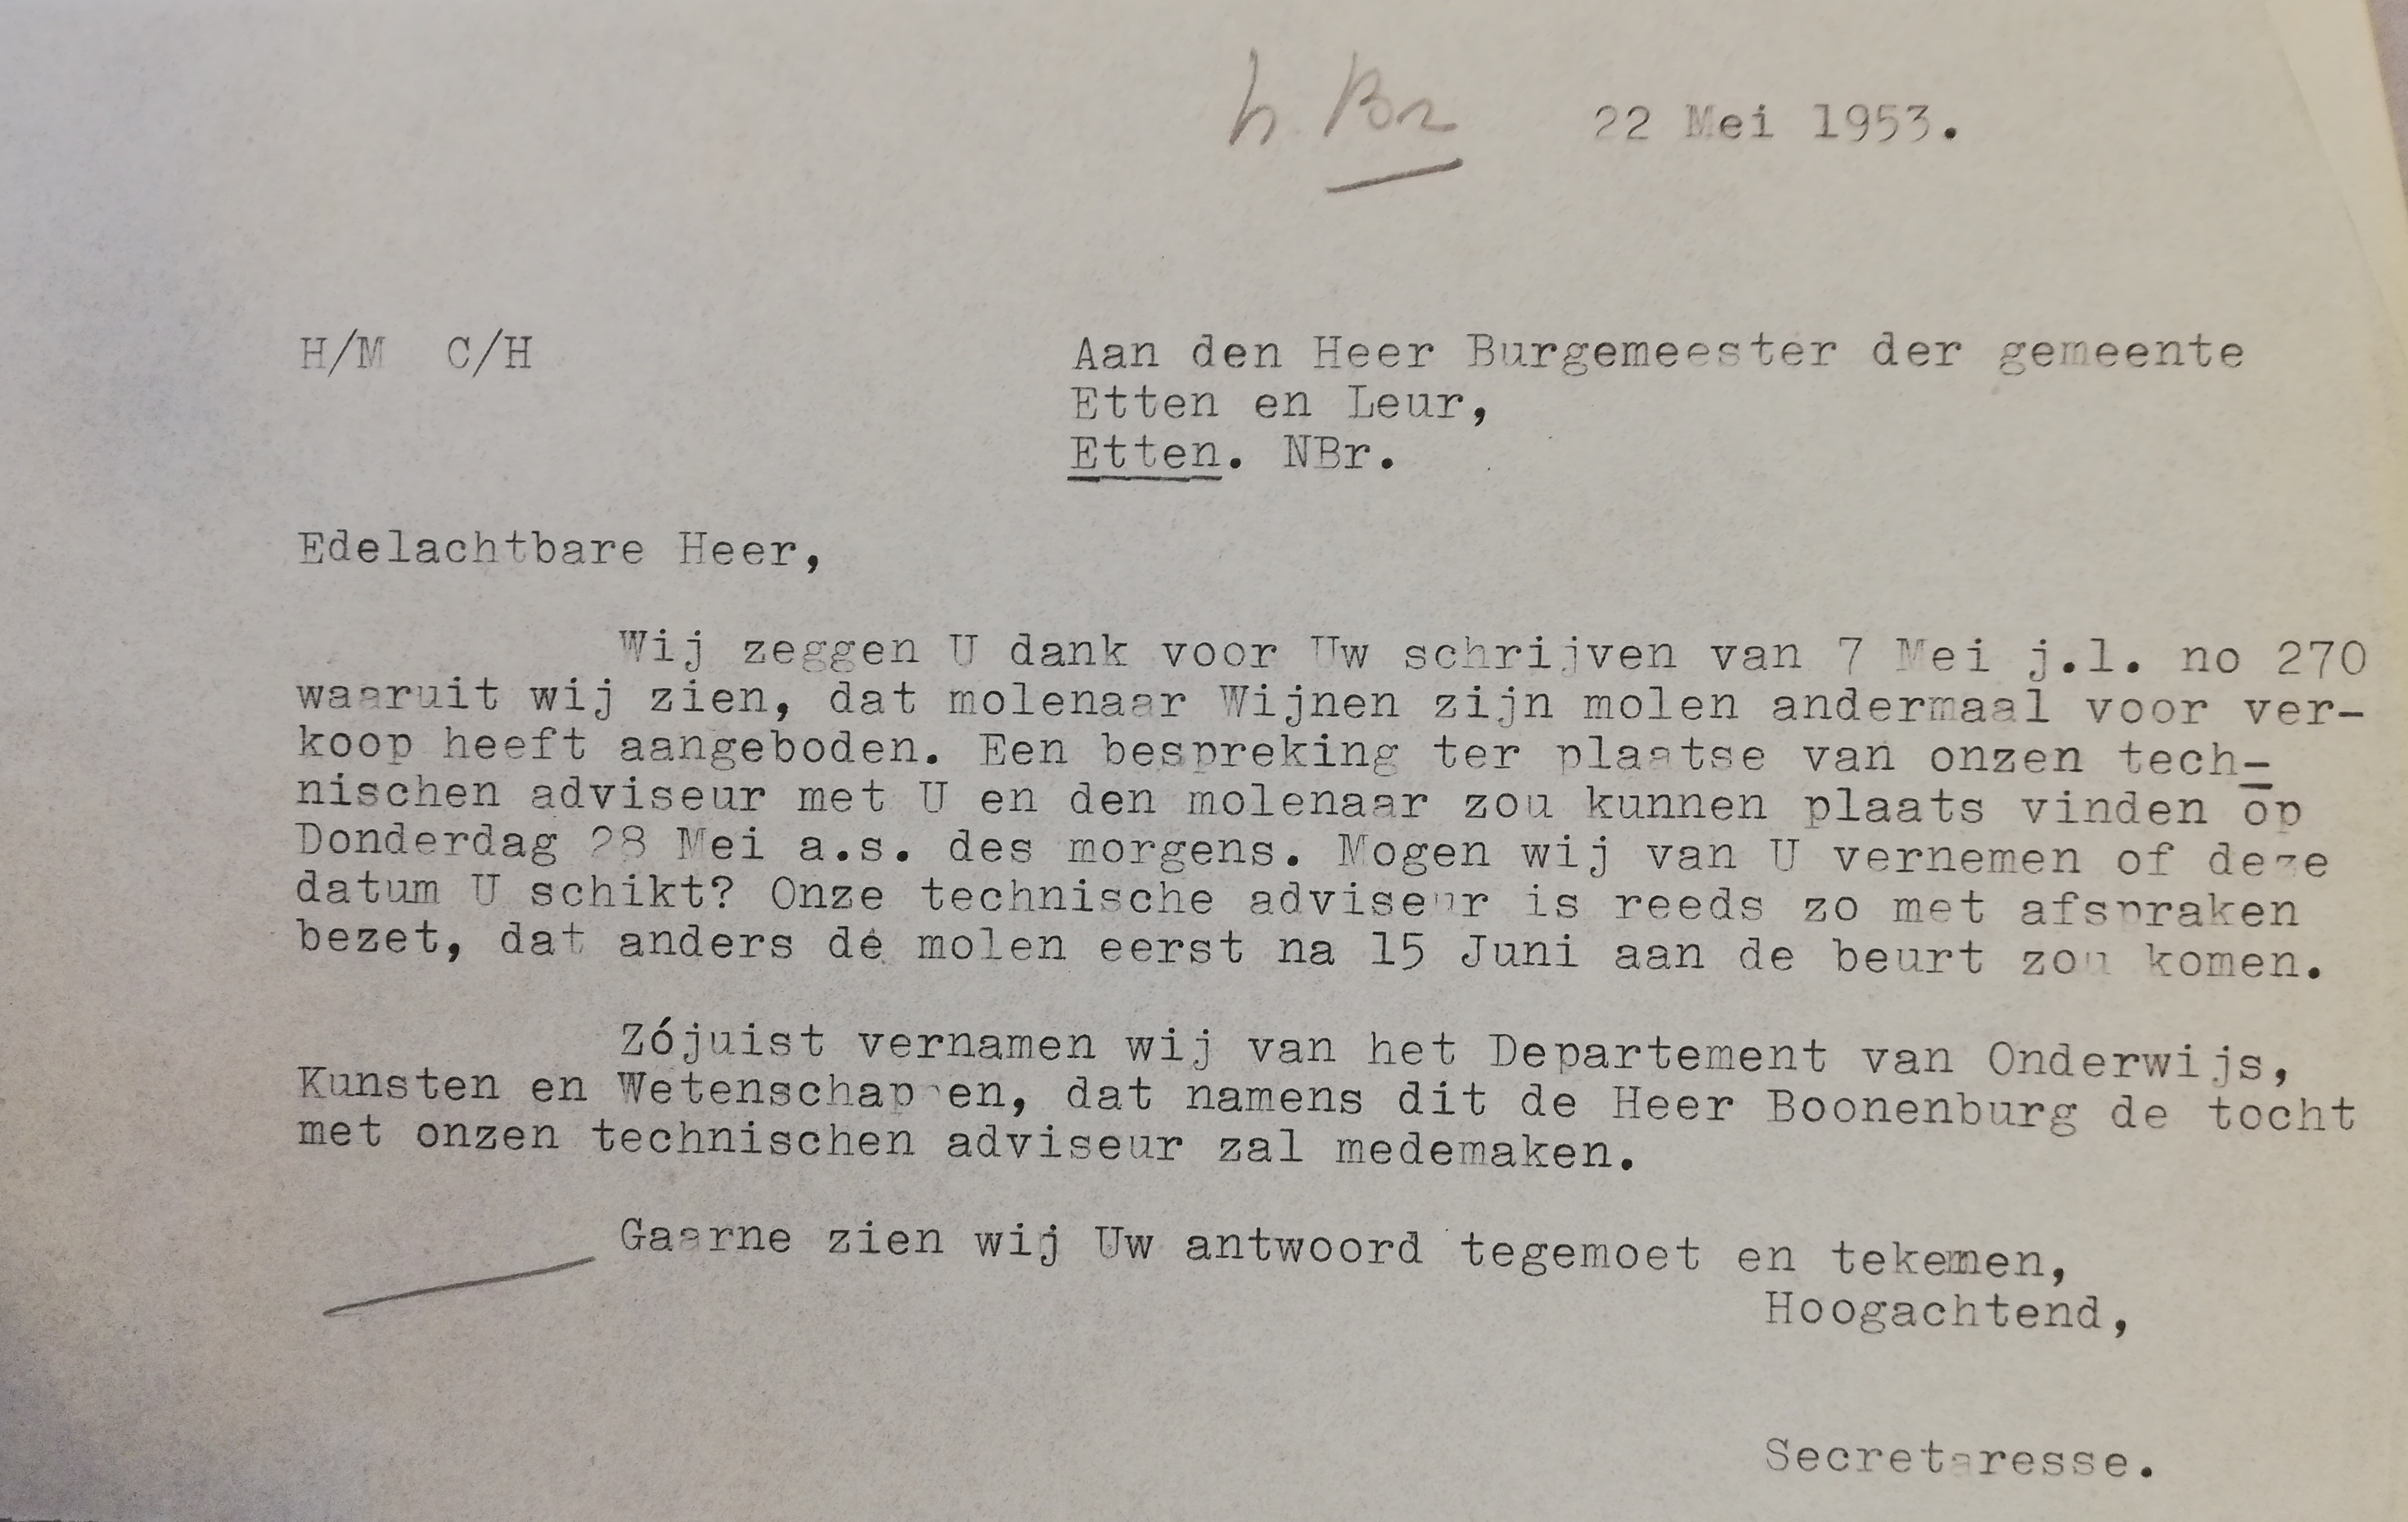 h. Br
22 Mei 1953.
H/M C/H
Aan den Heer Burgemeester der gemeente
Etten en Leur,
Etten. NBr.
Edelachtbare Heer,
Wij zeggen U dank voor Uw schrijven van 7 Mei j.l. no 270
waaruit wij zien, dat molenaar Wijnen zijn molen andermaal voor ver-
koop heeft aangeboden. Een bespreking ter plaatse van onzen tech-
nischen adviseur met U en den molenaar zou kunnen plaats vinden op
Donderdag 28 Mei a.s. des morgens. Mogen wij van U vernemen of deze
datum U schikt? Onze technische adviseur is reeds zo met afspraken
bezet, dat anders de molen eerst na 15 Juni aan de beurt zou komen.
Zójuist vernamen wij van het Departement van Onderwijs,
Kunsten en Wetenschappen, dat namens dit de Heer Boonenburg de tocht
met onzen technischen adviseur zal medemaken.
Gaarne zien wij Uw antwoord tegemoet en tekenen,
Hoogachtend,
Secretaresse.